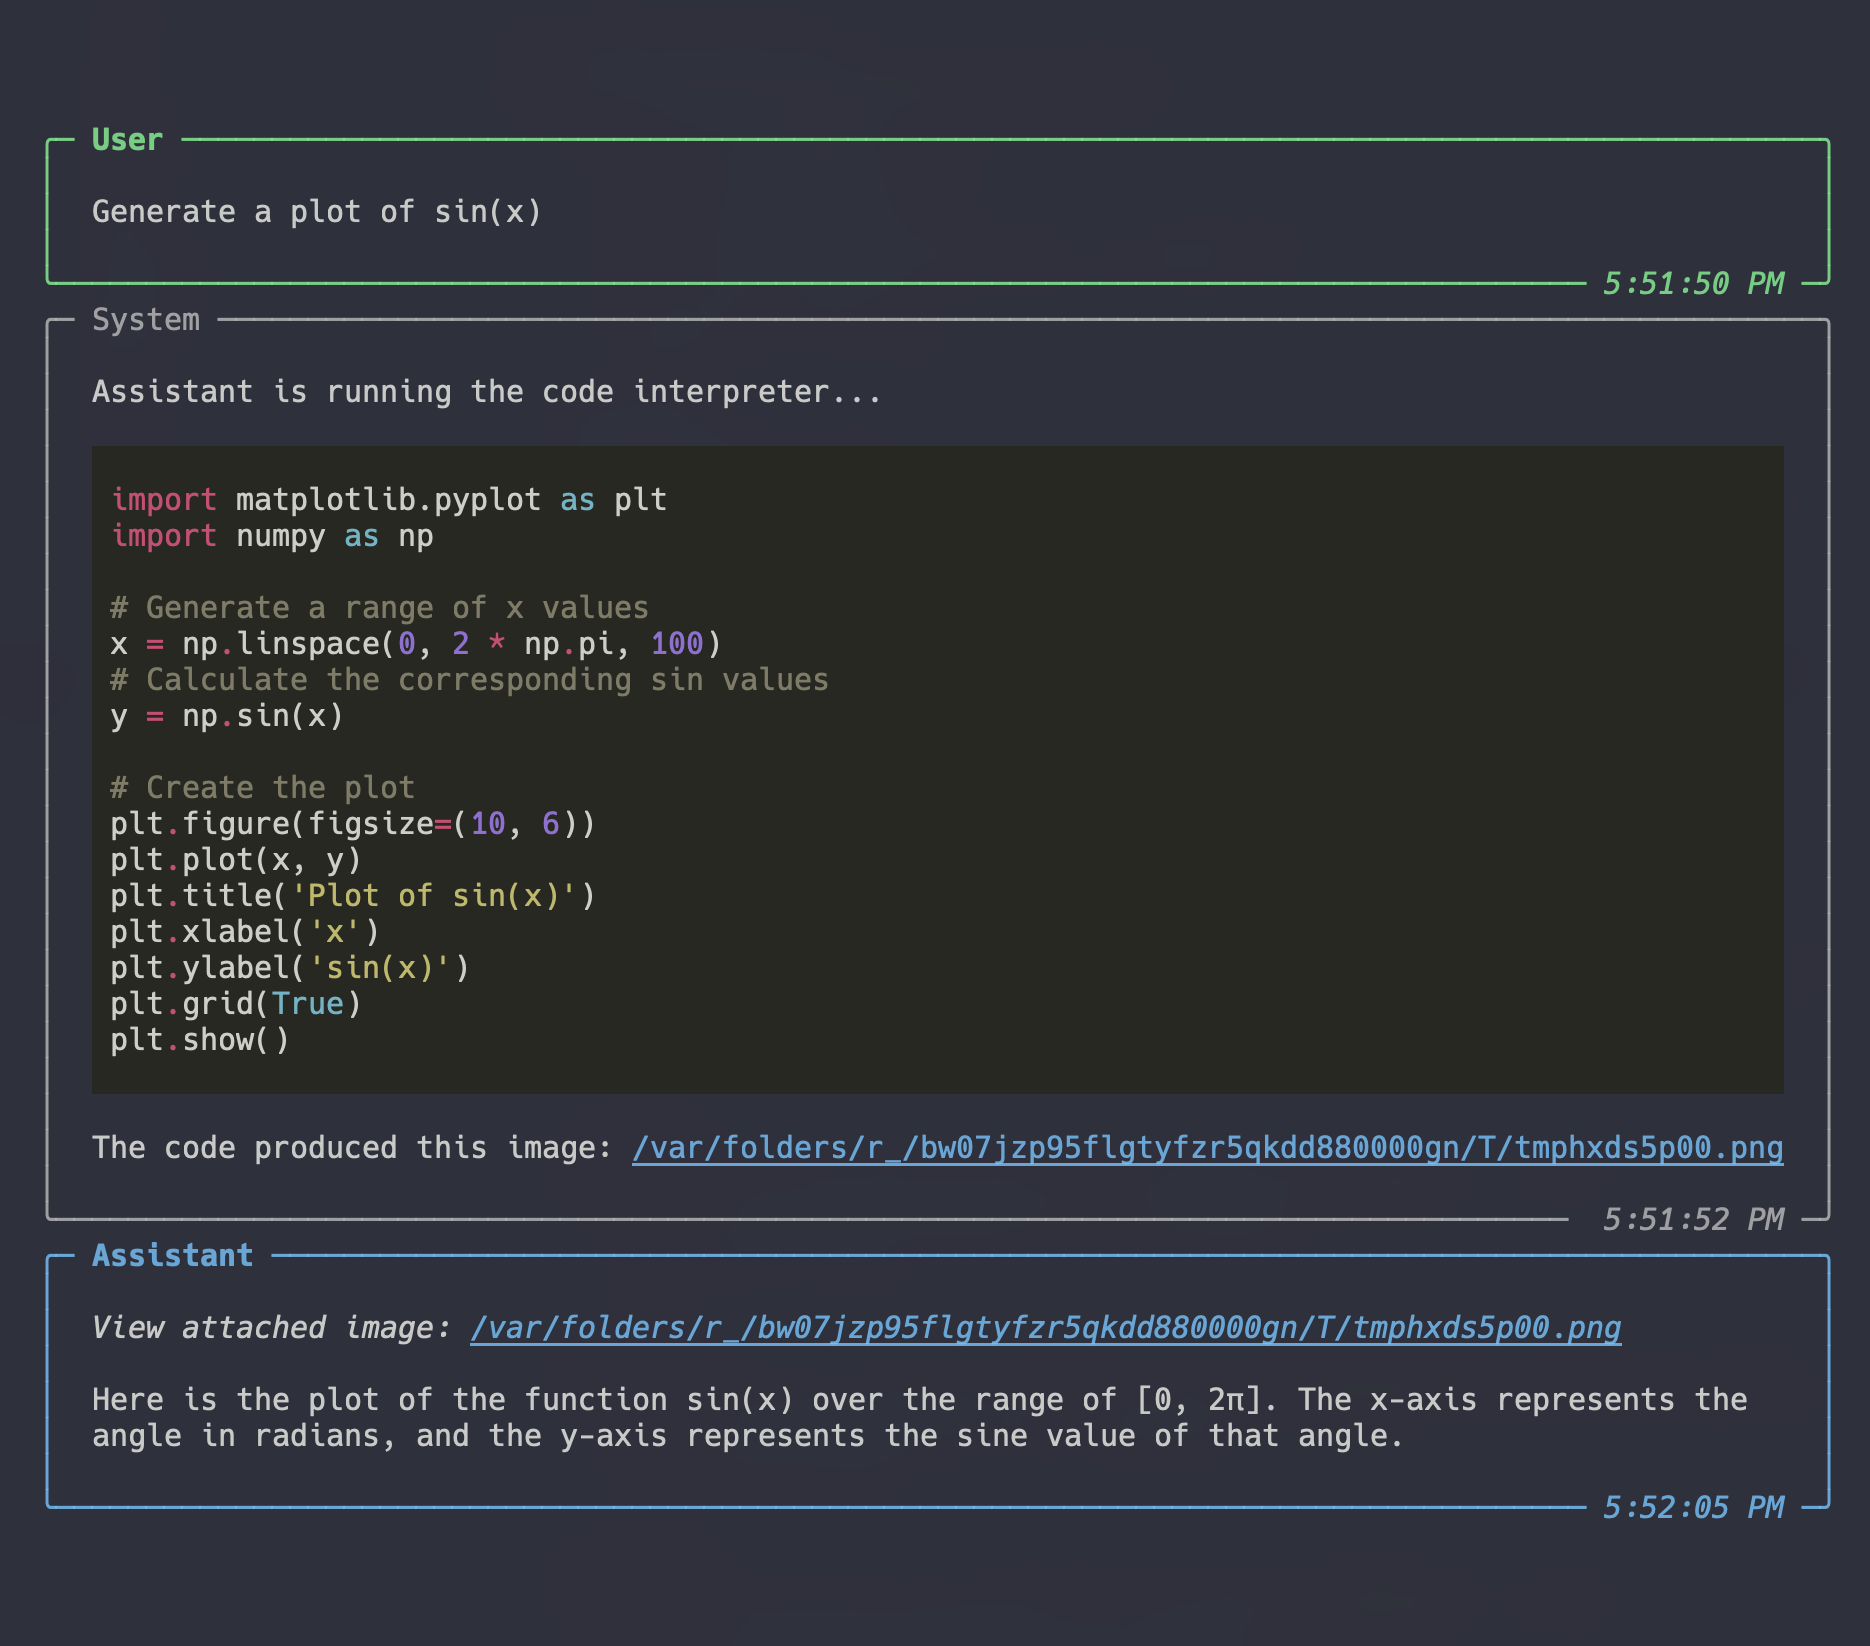 User
Generate a plot of sin(x)
5:51:50 PM
System
Assistant is running the code interpreter...
import matplotlib.pyplot as plt
import numpy as np
# Generate a range of x values
x = np.linspace(0, 2 * np.pi, 100)
# Calculate the corresponding sin values
y = np.sin(x)
# Create the plot
plt.figure(figsize=(10, 6))
plt.plot(x, y)
plt.title('Plot of sin(x)')
plt.xlabel('x')
plt.ylabel('sin(x)')
plt.grid(True)
plt.show()
The code produced this image: /var/folders/r_/bw07jzp95flgtyfzr5qkdd880000gn/T/tmphxds5p00.png
5:51:52 PM
Assistant
View attached image: /var/folders/r_/bw07jzp95flgtyfzr5qkdd880000gn/T/tmphxds5p00.png
Here is the plot of the function sin(x) over the range of [0, 2π]. The x-axis represents the
angle in radians, and the y-axis represents the sine value of that angle.
5:52:05 PM